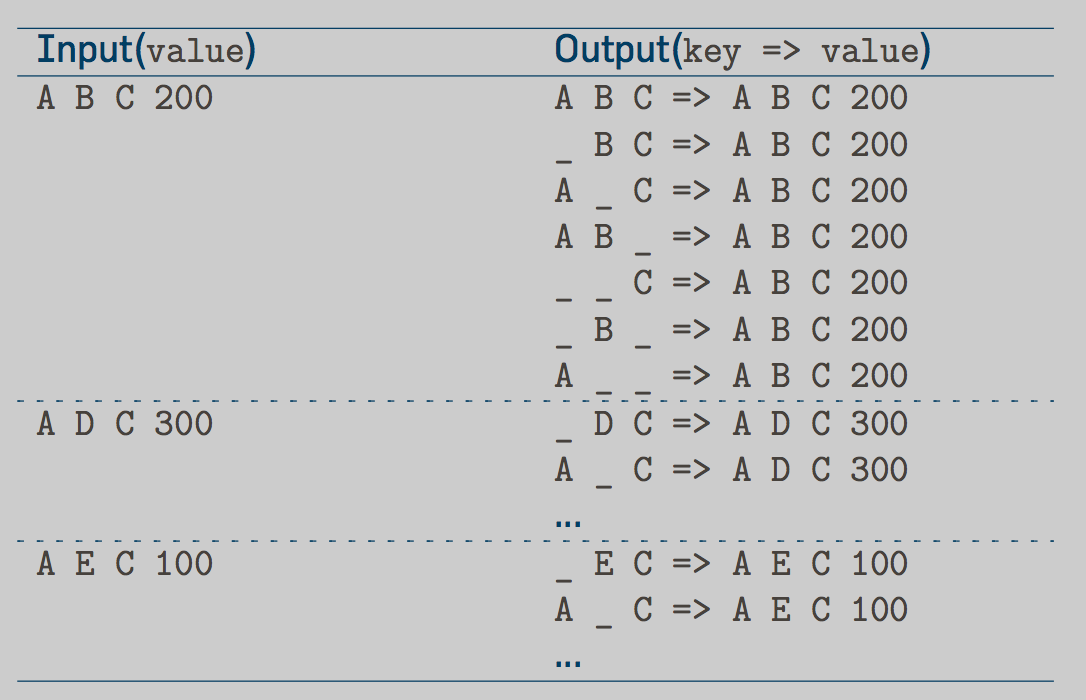 Input(value) Output(key => value)
A B C 200 A B C => A B C 200
_ B C => A B C 200
A _ C => A B C 200
A B _ => A B C 200
_ _ C => A B C 200
_ B _ => A B C 200
A _ _ => A B C 200
A D C 300 _ D C => A D C 300
A _ C => A D C 300
...
A E C 100 _ E C => A E C 100
A _ C => A E C 100
...